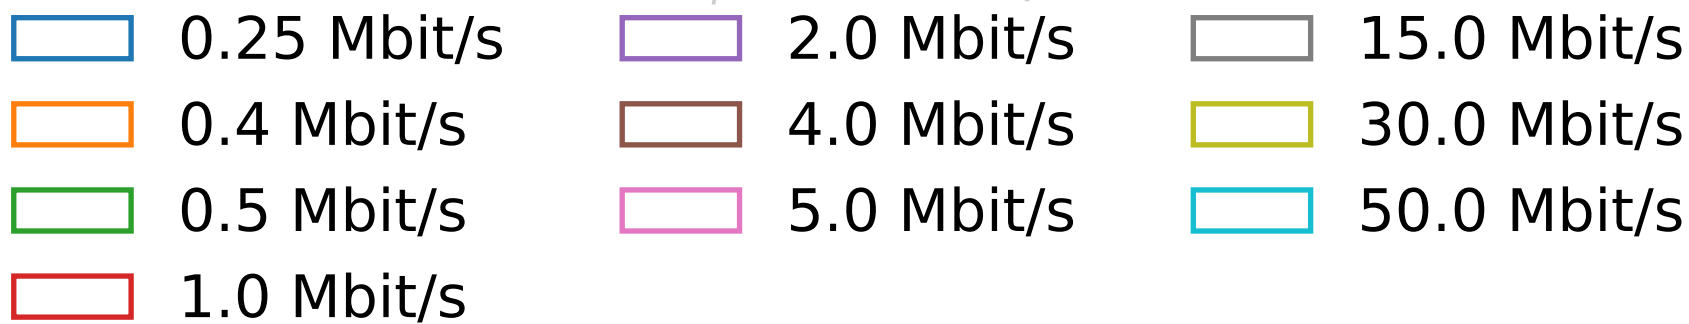 0.25 Mbit/s
0.4 Mbit/s
0.5 Mbit/s
1.0 Mbit/s
2.0 Mbit/s
4.0 Mbit/s
5.0 Mbit/s
15.0 Mbit/s
30.0 Mbit/s
50.0 Mbit/s